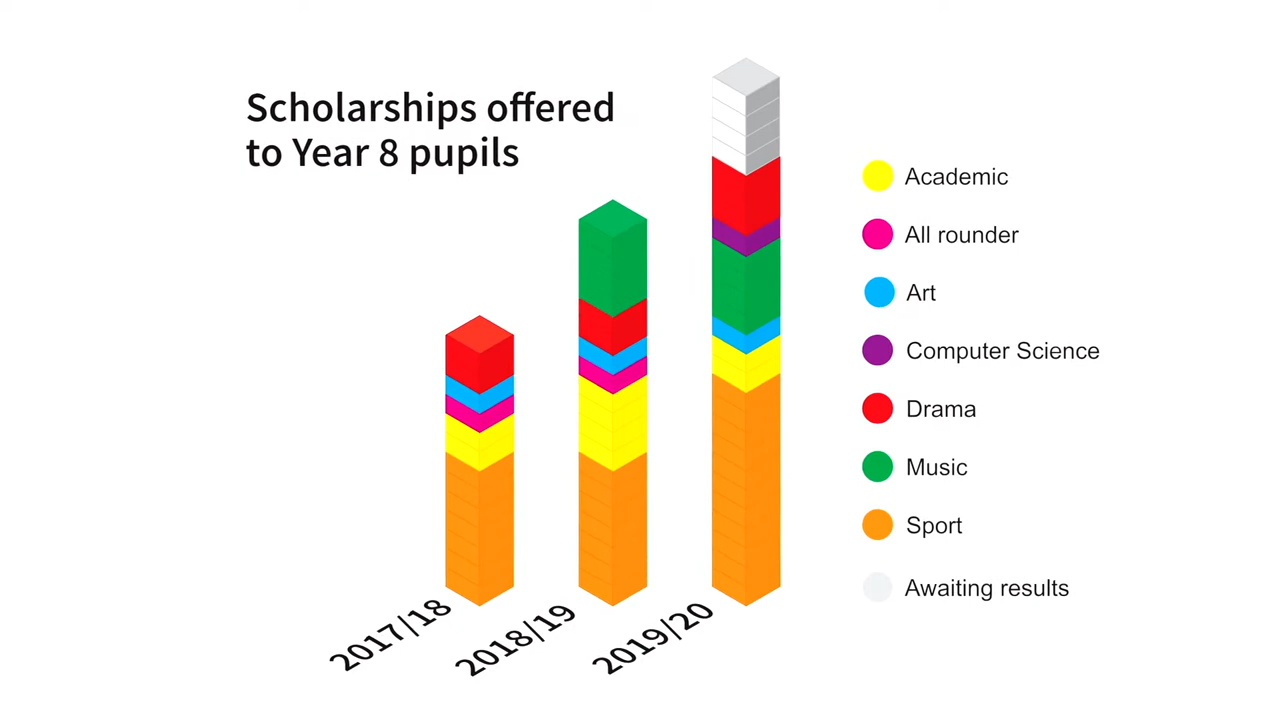 Scholarships offered
to Year 8 pupils
Academic
All rounder
Art
Computer Science
Drama
Music
Sport
Awaiting results
2017/18
2018/19
2019/20